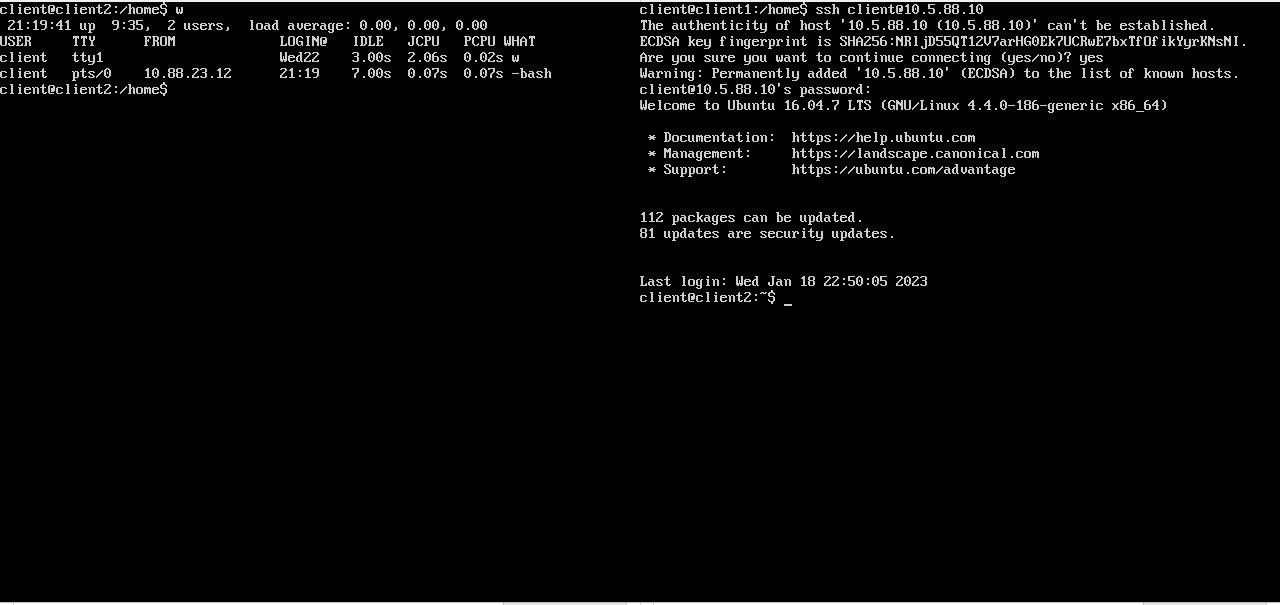 client@client2:/home$ w
 21:19:41 up  9:35,  2 users,  load average: 0.00, 0.00, 0.00
USER     TTY      FROM             LOGIN@   IDLE   JCPU   PCPU WHAT
client   tty1                      Wed22    3.00s  2.06s  0.02s w
client   pts/0    10.88.23.12      21:19    7.00s  0.07s  0.07s -bash
client@client2:/home$
client@client1:/home$ ssh client@10.5.88.10
The authenticity of host '10.5.88.10 (10.5.88.10)' can't be established.
ECDSA key fingerprint is SHA256:NRljD55QT12V7arHG0Ek7UCRwE7bxTfOfikYyrKNsNI.
Are you sure you want to continue connecting (yes/no)? yes
Warning: Permanently added '10.5.88.10' (ECDSA) to the list of known hosts.
client@10.5.88.10's password:
Welcome to Ubuntu 16.04.7 LTS (GNU/Linux 4.4.0-186-generic x86_64)
 * Documentation:  https://help.ubuntu.com
 * Management:     https://landscape.canonical.com
 * Support:        https://ubuntu.com/advantage
112 packages can be updated.
81 updates are security updates.
Last login: Wed Jan 18 22:50:05 2023
client@client2:~$ _